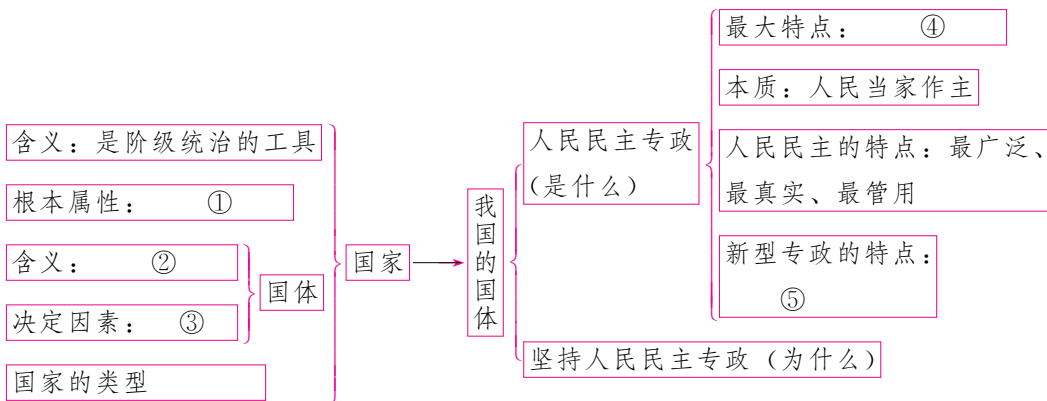 含义：是阶级统治的工具
根本属性： ①
含义： ②
决定因素： ③
国体
国家的类型
国家
我国的国体
人民民主专政
(是什么)
最大特点： ④
本质：人民当家作主
人民民主的特点：最广泛、
最真实、最管用
新型专政的特点：
⑤
坚持人民民主专政(为什么)